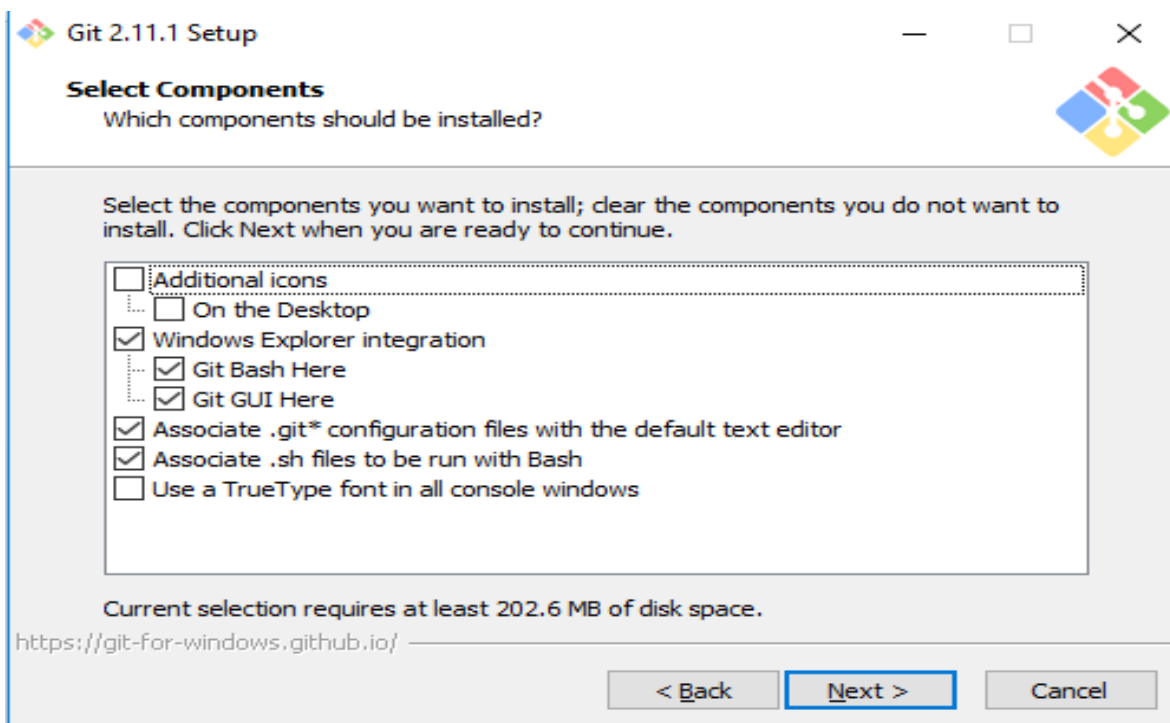 Git 2.11.1 Setup
Select Components
Which components should be installed?
Select the components you want to install; clear the components you do not want to
install. Click Next when you are ready to continue.
Additional icons
On the Desktop
Windows Explorer integration
Git Bash Here
Git GUI Here
Associate .git* configuration files with the default text editor
Associate .sh files to be run with Bash
Use a TrueType font in all console windows
Current selection requires at least 202.6 MB of disk space.
https://git-for-windows.github.io/
< Back Next > Cancel